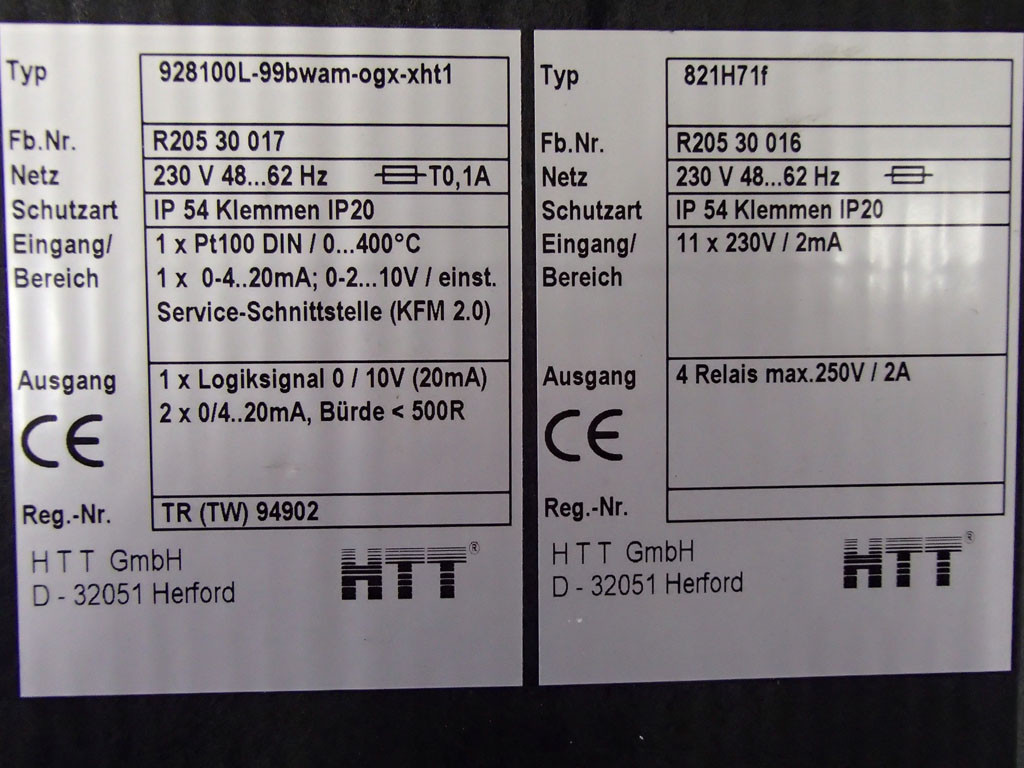 Typ 928100L-99bwam-ogx-xht1
Fb.Nr. R205 30 017
Netz 230 V 48...62 Hz T0,1A
Schutzart IP 54 Klemmen IP20
Eingang/ 1 x Pt100 DIN / 0...400°C
Bereich 1 x 0-4..20mA; 0-2...10V / einst.
Service-Schnittstelle (KFM 2.0)
Ausgang 1 x Logiksignal 0 / 10V (20mA)
2 x 0/4..20mA, Bürde < 500R
CE
Reg.-Nr. TR (TW) 94902
HTT GmbH
D - 32051 Herford
HTT®
Typ 821H71f
Fb.Nr. R205 30 016
Netz 230 V 48...62 Hz
Schutzart IP 54 Klemmen IP20
Eingang/ 11 x 230V / 2mA
Bereich
Ausgang 4 Relais max.250V / 2A
CE
Reg.-Nr.
HTT GmbH
D - 32051 Herford
HTT®